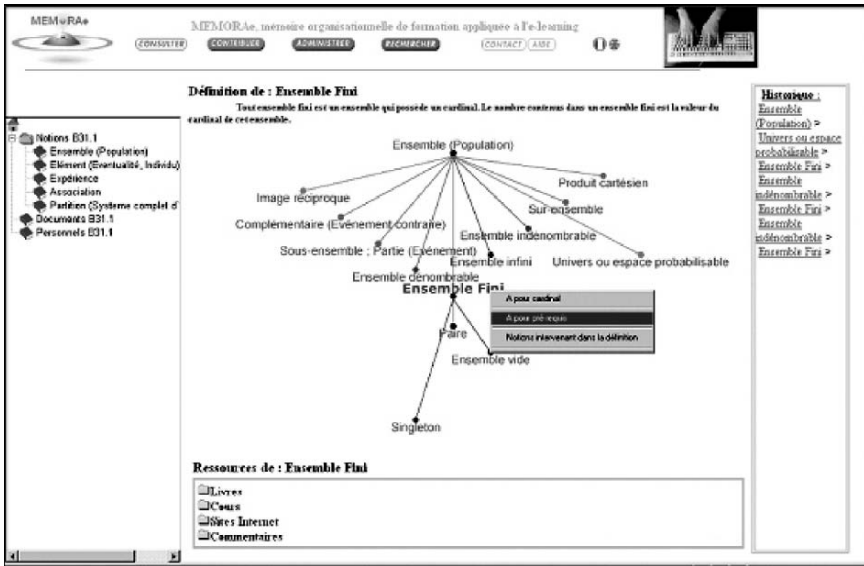 MEMORAe
MEMORAe, mémoire organisationnelle de formation appliquée à l'e-learning
CONSULTER CONTRIBUER ADMINISTRER RECHERCHER CONTACT AIDE
Définition de : Ensemble Fini
Tout ensemble fini est un ensemble qui possède un cardinal. Le nombre contenus dans un ensemble fini est la valeur du
cardinal de cet ensemble.
Notions B31.1
Ensemble (Population)
Elément (Eventualité, Individu)
Expérience
Association
Partition (Systeme complet d'
Documents B31.1
Personnels B31.1
Ensemble (Population)
Produit cartésien
Image réciproque
Sur-ensemble
Complémentaire (Evénement contraire)
Ensemble indénombrable
Sous-ensemble ; Partie (Evénement)
Ensemble infini
Univers ou espace probabilisable
Ensemble dénombrable
Ensemble Fini
A pour cardinal
A pour pré-requis
Notions intervenant dans la définition
Paire
Ensemble vide
Singleton
Ressources de : Ensemble Fini
Livres
Cours
Sites Internet
Commentaires
Historique :
Ensemble
(Population) >
Univers ou espace
probabilisable >
Ensemble Fini >
Ensemble
indénombrable >
Ensemble Fini >
Ensemble
indénombrable >
Ensemble Fini >